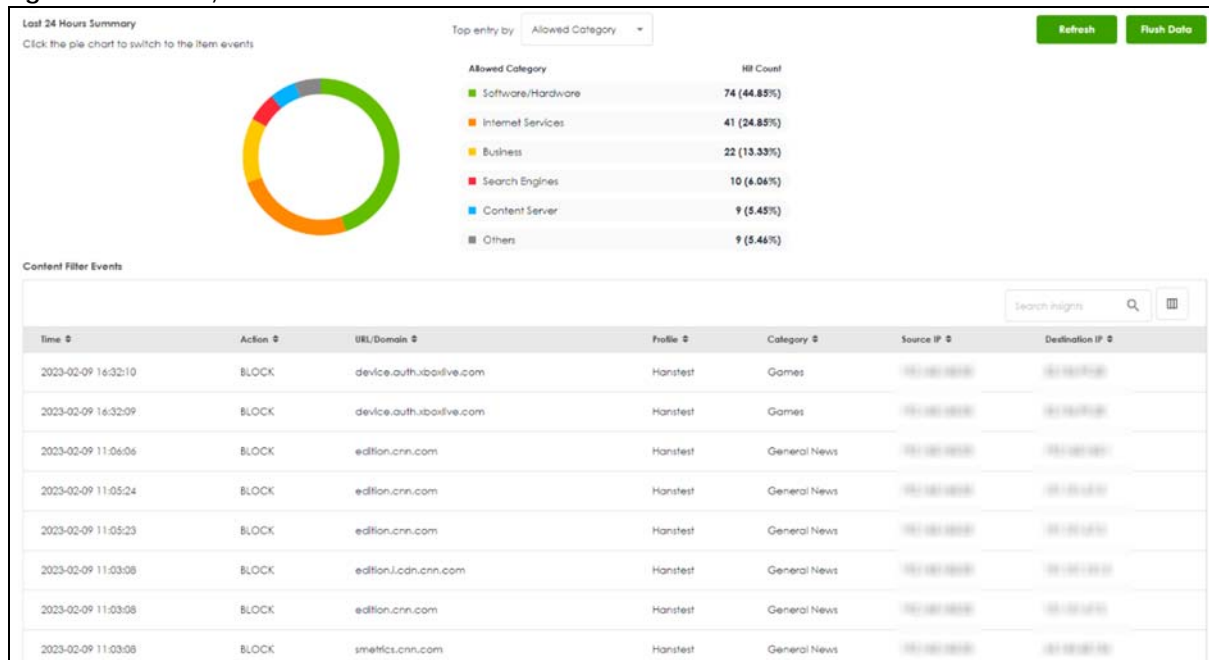 Last 24 Hours Summary
Click the pie chart to switch to the item events
Top entry by Allowed Category
Refresh Flush Data
Allowed Category Hit Count
Software/Hardware 74 (44.85%)
Internet Services 41 (24.85%)
Business 22 (13.33%)
Search Engines 10 (6.06%)
Content Server 9 (5.45%)
Others 9 (5.46%)
Content Filter Events
Search insights
Time Action URL/Domain Profile Category Source IP Destination IP
2023-02-09 16:32:10 BLOCK device.auth.xboxlive.com Hanstest Games
2023-02-09 16:32:09 BLOCK device.auth.xboxlive.com Hanstest Games
2023-02-09 11:06:06 BLOCK edition.cnn.com Hanstest General News
2023-02-09 11:05:24 BLOCK edition.cnn.com Hanstest General News
2023-02-09 11:05:23 BLOCK edition.cnn.com Hanstest General News
2023-02-09 11:03:08 BLOCK edition.i.cdn.cnn.com Hanstest General News
2023-02-09 11:03:08 BLOCK edition.cnn.com Hanstest General News
2023-02-09 11:03:08 BLOCK smetrics.cnn.com Hanstest General News